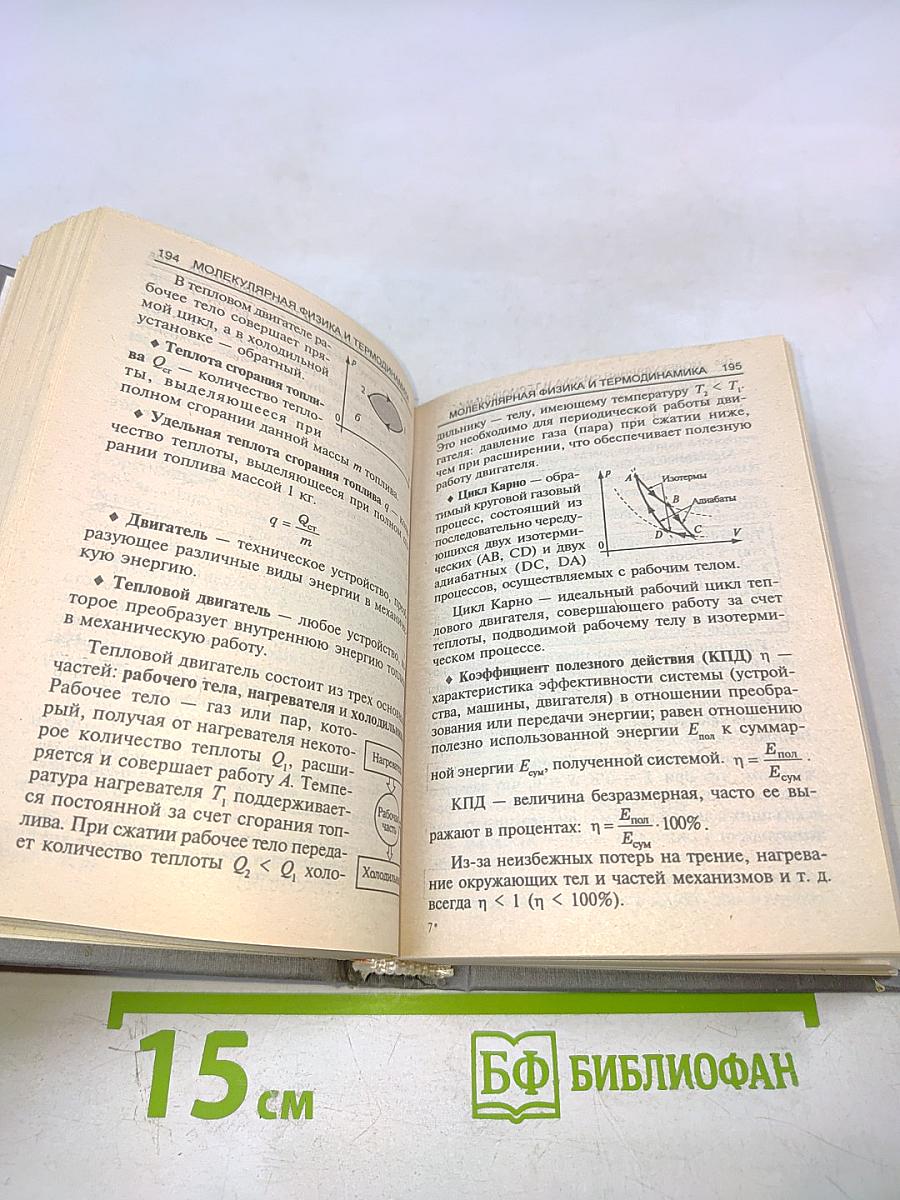 194 МОЛЕКУЛЯРНАЯ ФИЗИКА И ТЕРМОДИНАМИКА
В тепловом двигателе ра-
бочее тело совершает пря-
мой цикл, а в холодильной
установке — обратный.
♦ Теплота сгорания топли-
ва Qсг — количество тепло-
ты, выделяющееся при
полном сгорании данной массы m топлива.
P
2
б
0
♦ Удельная теплота сгорания топлива q —
чество теплоты, выделяющееся при полном
рании топлива массой 1 кг.
q = Qсг / m
♦ Двигатель — техническое устройство,
разующее различные виды энергии в
кую энергию.
♦ Тепловой двигатель — любое устройство,
торое преобразует внутреннюю энергию
в механическую работу.
Тепловой двигатель состоит из трех
частей: рабочего тела, нагревателя и
Рабочее тело — газ или пар, кото-
рый, получая от нагревателя некото-
рое количество теплоты Q1, расши-
ряется и совершает работу A. Темпе-
ратура нагревателя T1 поддерживает-
ся постоянной за счет сгорания топ-
лива. При сжатии рабочее тело переда-
ет количество теплоты Q2 < Q1 холо-
часть
МОЛЕКУЛЯРНАЯ ФИЗИКА И ТЕРМОДИНАМИКА 195
дильнику — телу, имеющему температуру T2 < T1.
Это необходимо для периодической работы дви-
гателя: давление газа (пара) при сжатии ниже,
чем при расширении, что обеспечивает полезную
работу двигателя.
♦ Цикл Карно — обра-
тимый круговой газовый
процесс, состоящий из
последовательно череду-
ющихся двух изотерми-
ческих (AB, CD) и двух
адиабатных (DC, DA)
процессов, осуществляемых с рабочим телом.
P
A
Изотермы
B
Адиабаты
D
C
V
0
Цикл Карно — идеальный рабочий цикл теп-
лового двигателя, совершающего работу за счет
теплоты, подводимой рабочему телу в изотерми-
ческом процессе.
♦ Коэффициент полезного действия (КПД) η —
характеристика эффективности системы (устрой-
ства, машины, двигателя) в отношении преобра-
зования или передачи энергии; равен отношению
полезно использованной энергии Eпол к суммар-
ной энергии Eсум, полученной системой. η = Eпол / Eсум.
КПД — величина безразмерная, часто ее вы-
ражают в процентах: η = Eпол / Eсум · 100%.
Из-за неизбежных потерь на трение, нагрева-
ние окружающих тел и частей механизмов и т. д.
всегда η < 1 (η < 100%).
7*
15 см
БФ БИБЛИОФАН